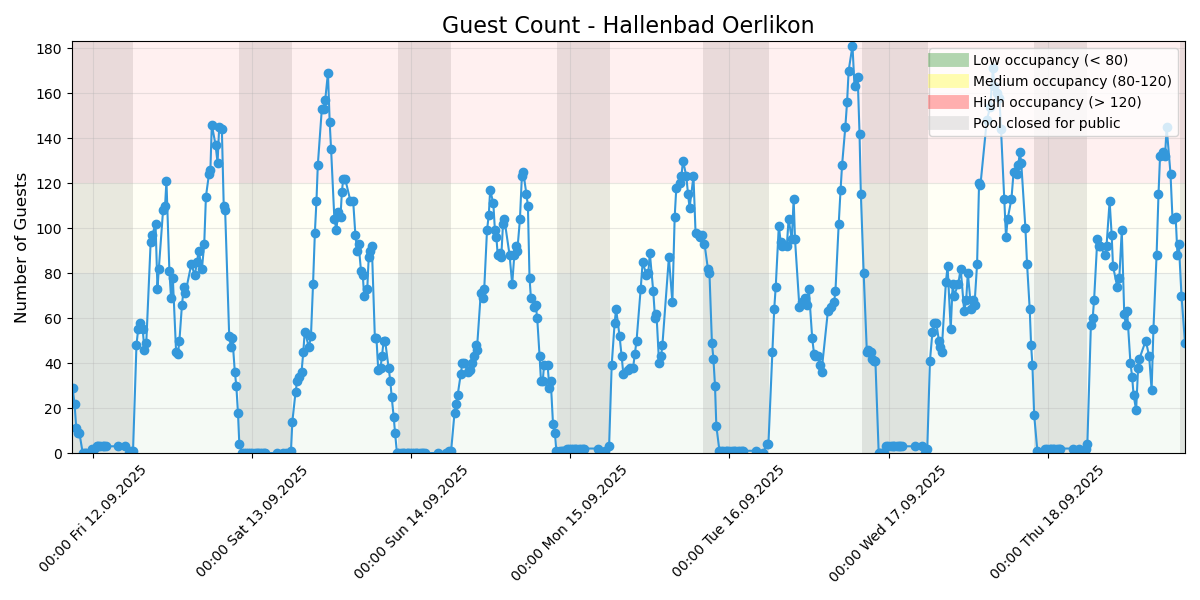 Guest Count - Hallenbad Oerlikon
Number of Guests
180
160
140
120
100
80
60
40
20
0
Low occupancy (< 80)
Medium occupancy (80-120)
High occupancy (> 120)
Pool closed for public
00:00 Fri 12.09.2025
00:00 Sat 13.09.2025
00:00 Sun 14.09.2025
00:00 Mon 15.09.2025
00:00 Tue 16.09.2025
00:00 Wed 17.09.2025
00:00 Thu 18.09.2025